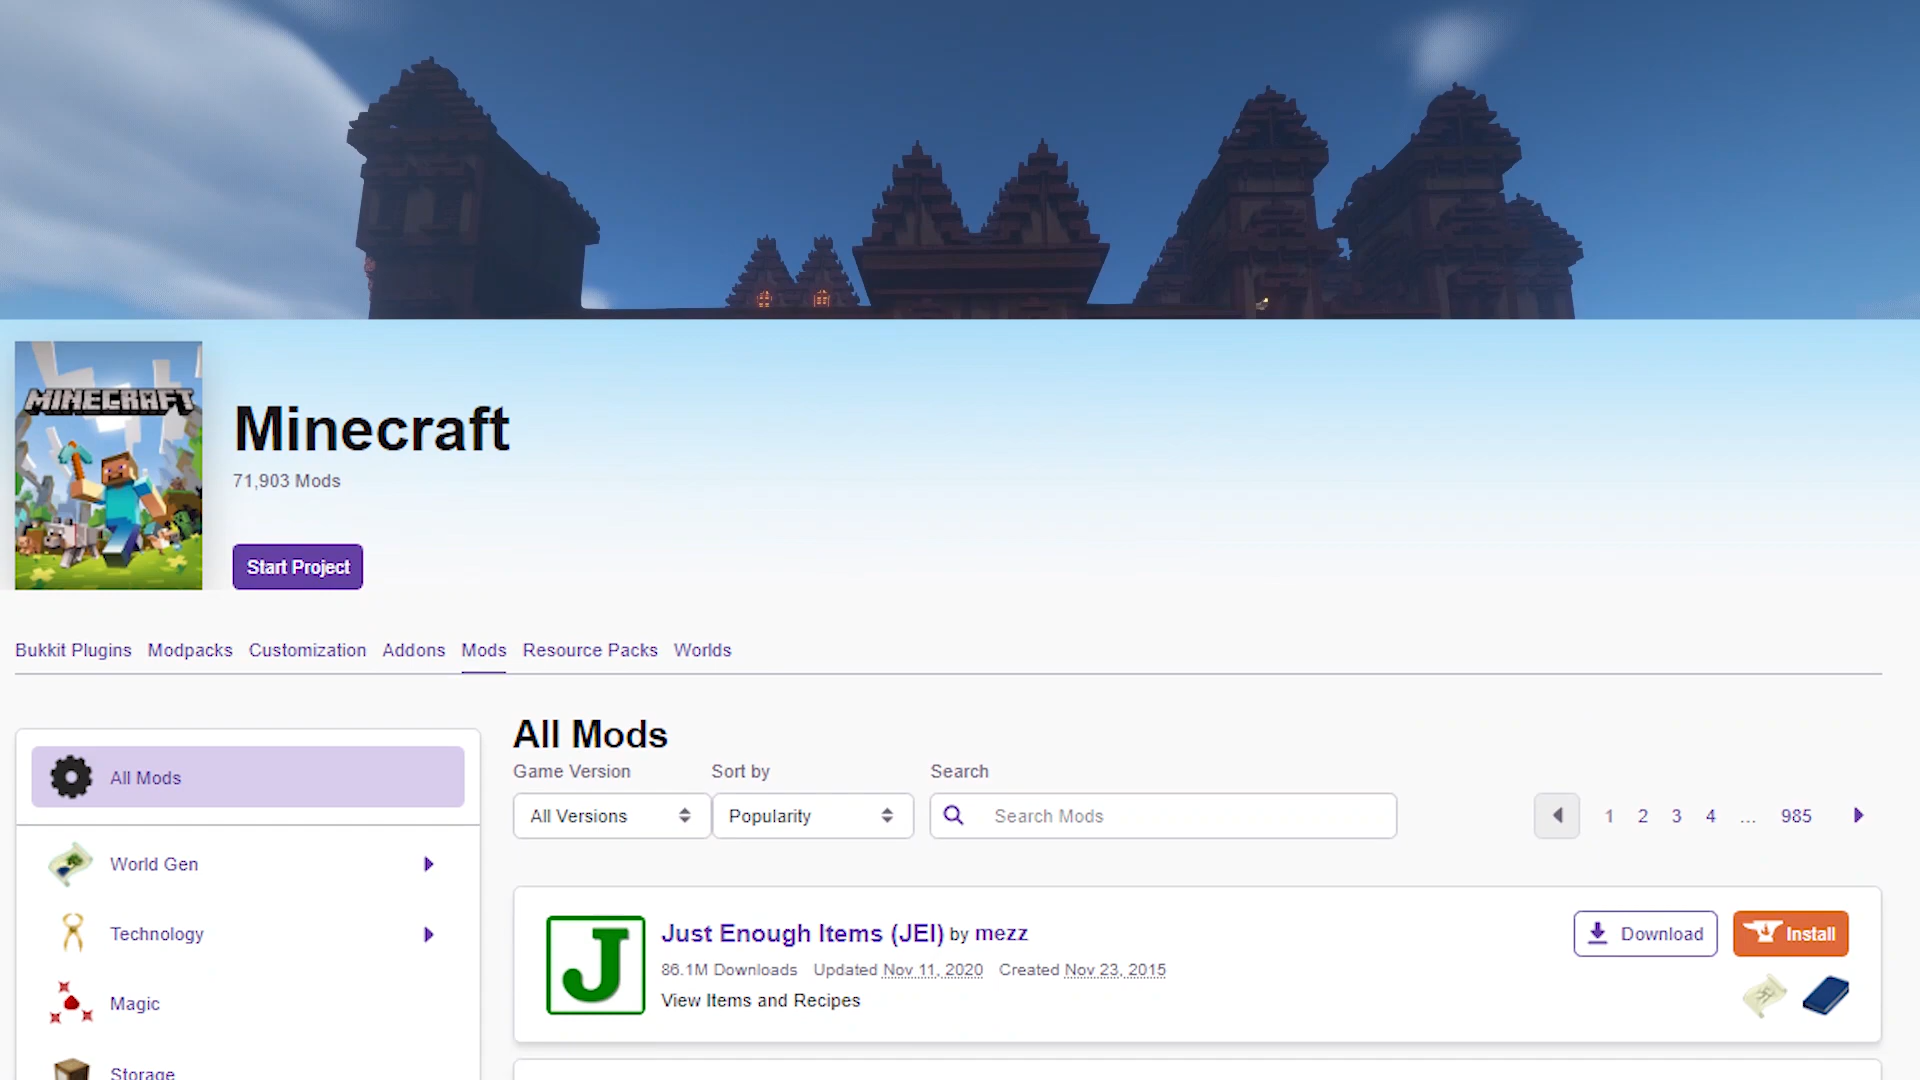 MINECRAFT
Minecraft
71,903 Mods
Start Project
Bukkit Plugins Modpacks Customization Addons Mods Resource Packs Worlds
All Mods
World Gen
Technology
Magic
Storage
All Mods
Game Version Sort by Search
All Versions Popularity Search Mods 1 2 3 4 ... 985
J
Just Enough Items (JEI) by mezz
86.1M Downloads Updated Nov 11, 2020 Created Nov 23, 2015
View Items and Recipes
Download Install